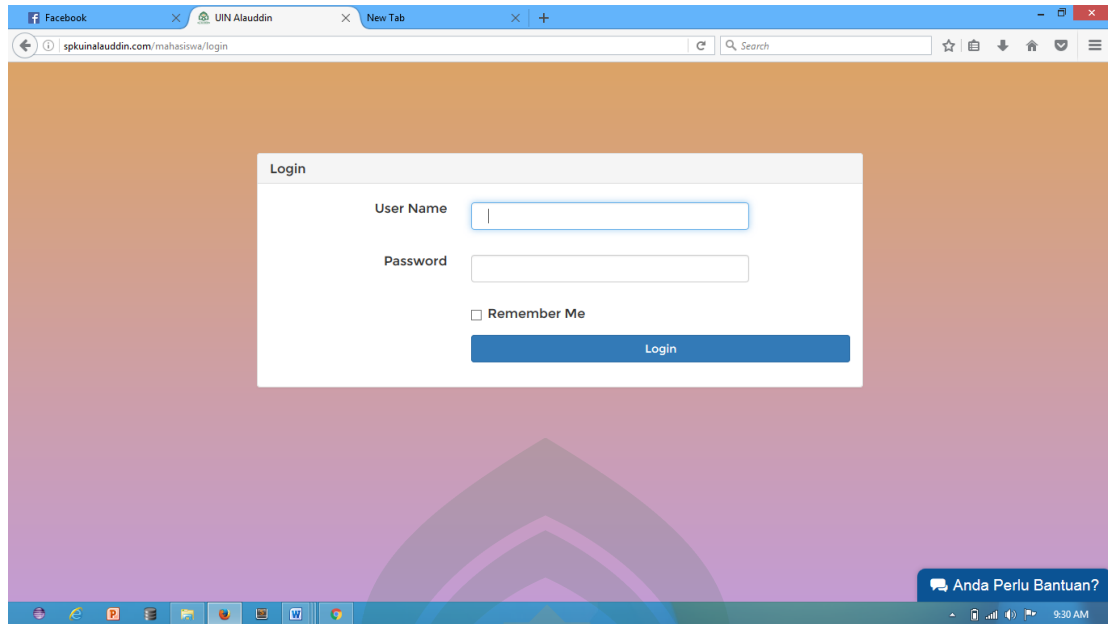 Facebook
UIN Alauddin
New Tab
spkuinalauddin.com/mahasiswa/login
Search
Login
User Name
Password
Remember Me
Login
Anda Perlu Bantuan?
9:30 AM